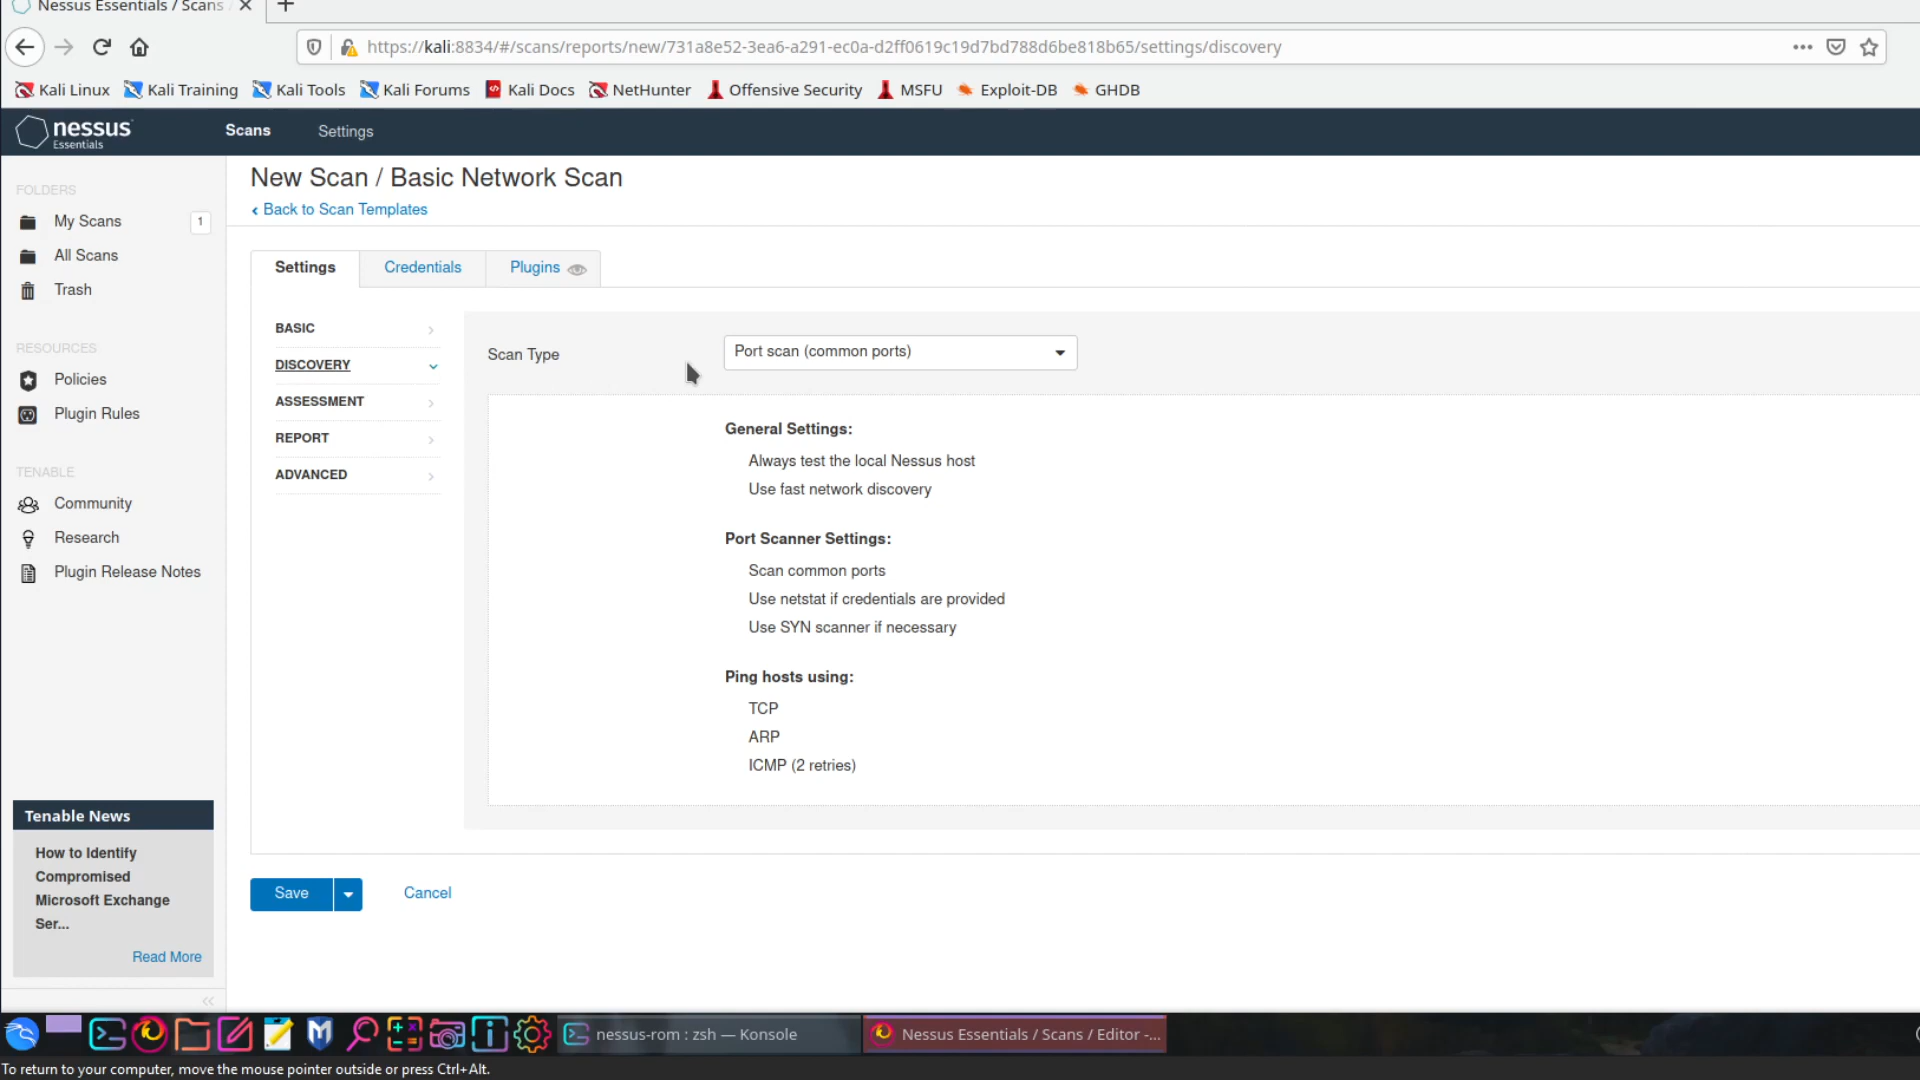 Nessus Essentials / Scans /
https://kali:8834/#/scans/reports/new/731a8e52-3ea6-a291-ec0a-d2ff0619c19d7bd788d6be818b65/settings/discovery
Kali Linux Kali Training Kali Tools Kali Forums Kali Docs NetHunter Offensive Security MSFU Exploit-DB GHDB
nessus Essentials
Scans Settings
FOLDERS
My Scans 1
All Scans
Trash
RESOURCES
Policies
Plugin Rules
TENABLE
Community
Research
Plugin Release Notes
Tenable News
How to Identify
Compromised
Microsoft Exchange
Ser...
Read More
New Scan / Basic Network Scan
‹ Back to Scan Templates
Settings Credentials Plugins
BASIC
DISCOVERY
ASSESSMENT
REPORT
ADVANCED
Scan Type Port scan (common ports)
General Settings:
Always test the local Nessus host
Use fast network discovery
Port Scanner Settings:
Scan common ports
Use netstat if credentials are provided
Use SYN scanner if necessary
Ping hosts using:
TCP
ARP
ICMP (2 retries)
Save Cancel
nessus-rom : zsh — Konsole Nessus Essentials / Scans / Editor -...
To return to your computer, move the mouse pointer outside or press Ctrl+Alt.